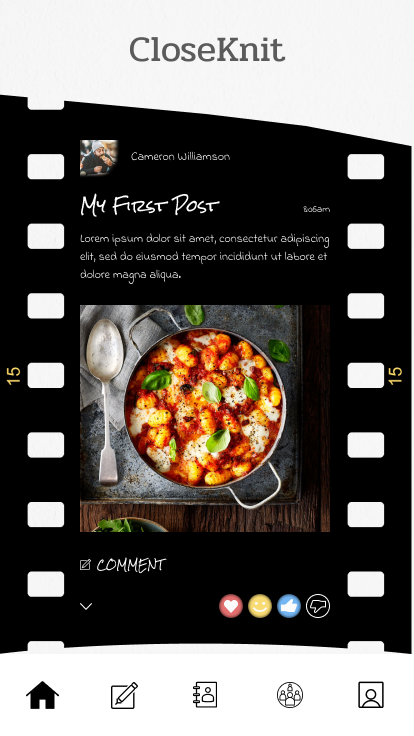 CloseKnit
Cameron Williamson
My First Post
8:05am
Lorem ipsum dolor sit amet, consectetur adipiscing
elit, sed do eiusmod tempor incididunt ut labore et
dolore magna aliqua.
15
15
COMMENT